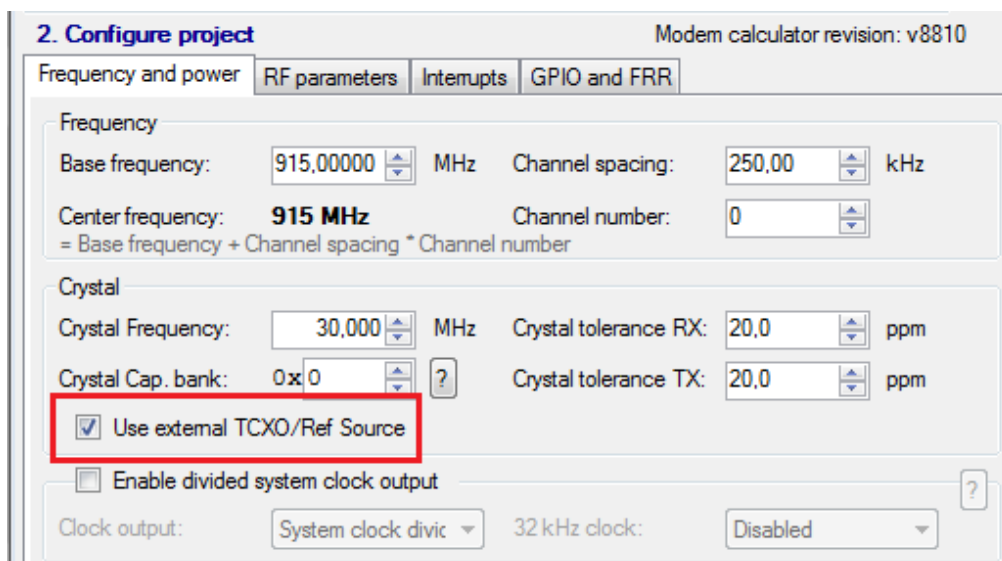 2. Configure project Modem calculator revision: v8810
Frequency and power RF parameters Interrupts GPIO and FRR
Frequency
Base frequency: 915,00000 MHz Channel spacing: 250,00 kHz
Center frequency: 915 MHz Channel number: 0
= Base frequency + Channel spacing * Channel number
Crystal
Crystal Frequency: 30,000 MHz Crystal tolerance RX: 20,0 ppm
Crystal Cap. bank: 0x 0 ? Crystal tolerance TX: 20,0 ppm
Use external TCXO/Ref Source
Enable divided system clock output ?
Clock output: System clock divic 32 kHz clock: Disabled